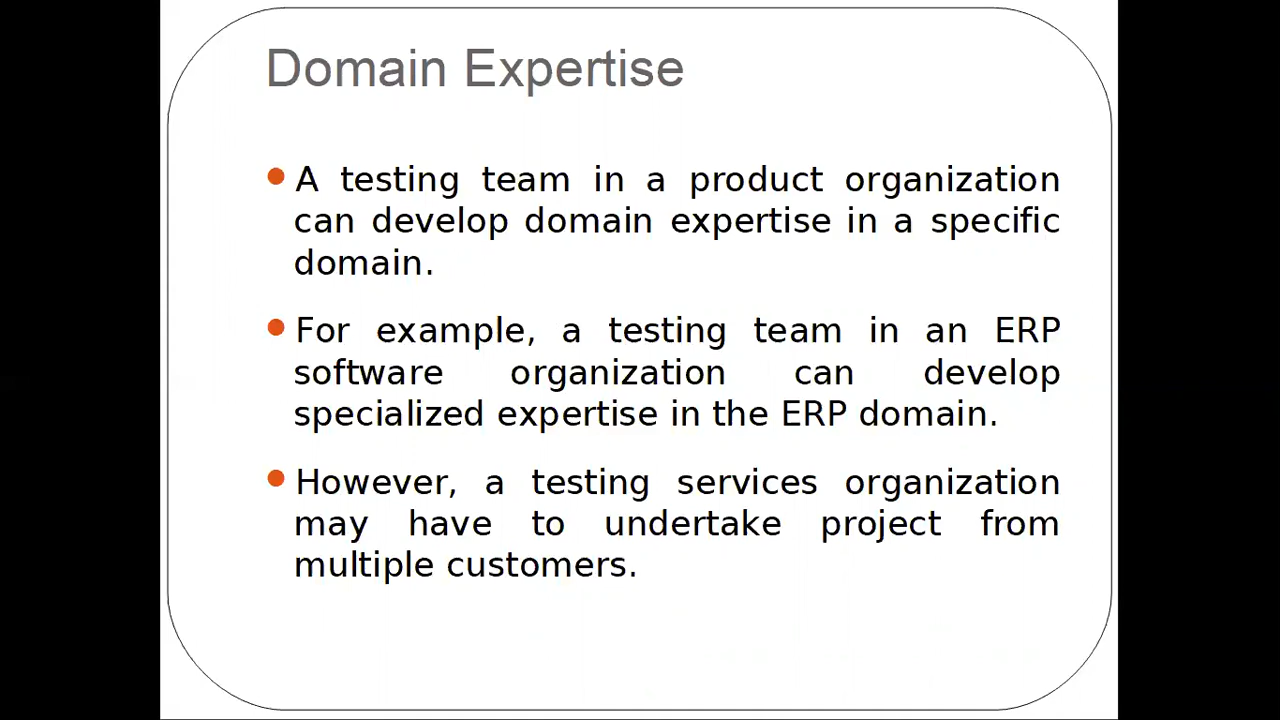 Domain Expertise
A testing team in a product organization
can develop domain expertise in a specific
domain.
For example, a testing team in an ERP
software organization can develop
specialized expertise in the ERP domain.
However, a testing services organization
may have to undertake project from
multiple customers.